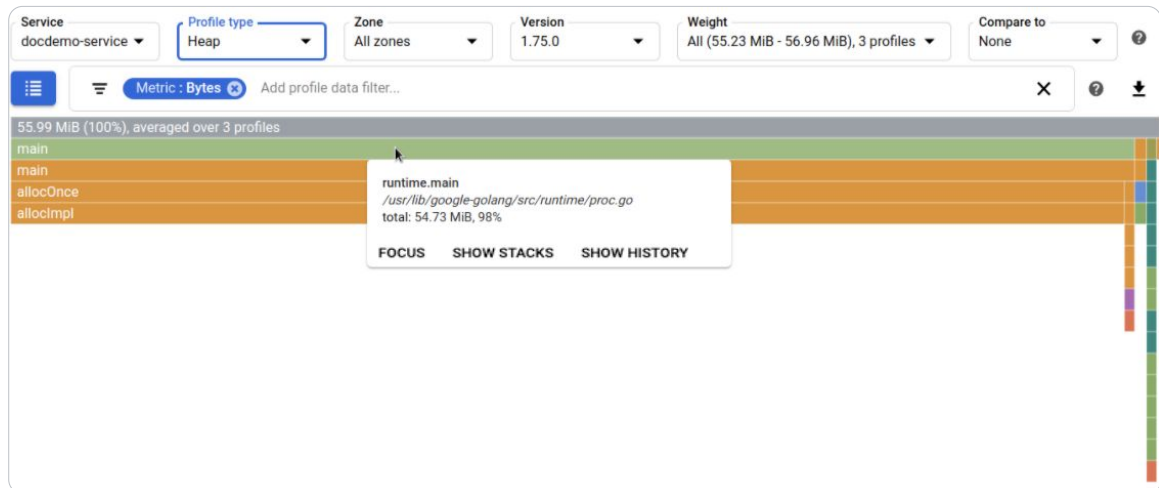 Service
docdemo-service
Profile type
Heap
Zone
All zones
Version
1.75.0
Weight
All (55.23 MiB - 56.96 MiB), 3 profiles
Compare to
None
Metric : Bytes
Add profile data filter...
55.99 MiB (100%), averaged over 3 profiles
main
main
allocOnce
allocImpl
runtime.main
/usr/lib/google-golang/src/runtime/proc.go
total: 54.73 MiB, 98%
FOCUS SHOW STACKS SHOW HISTORY